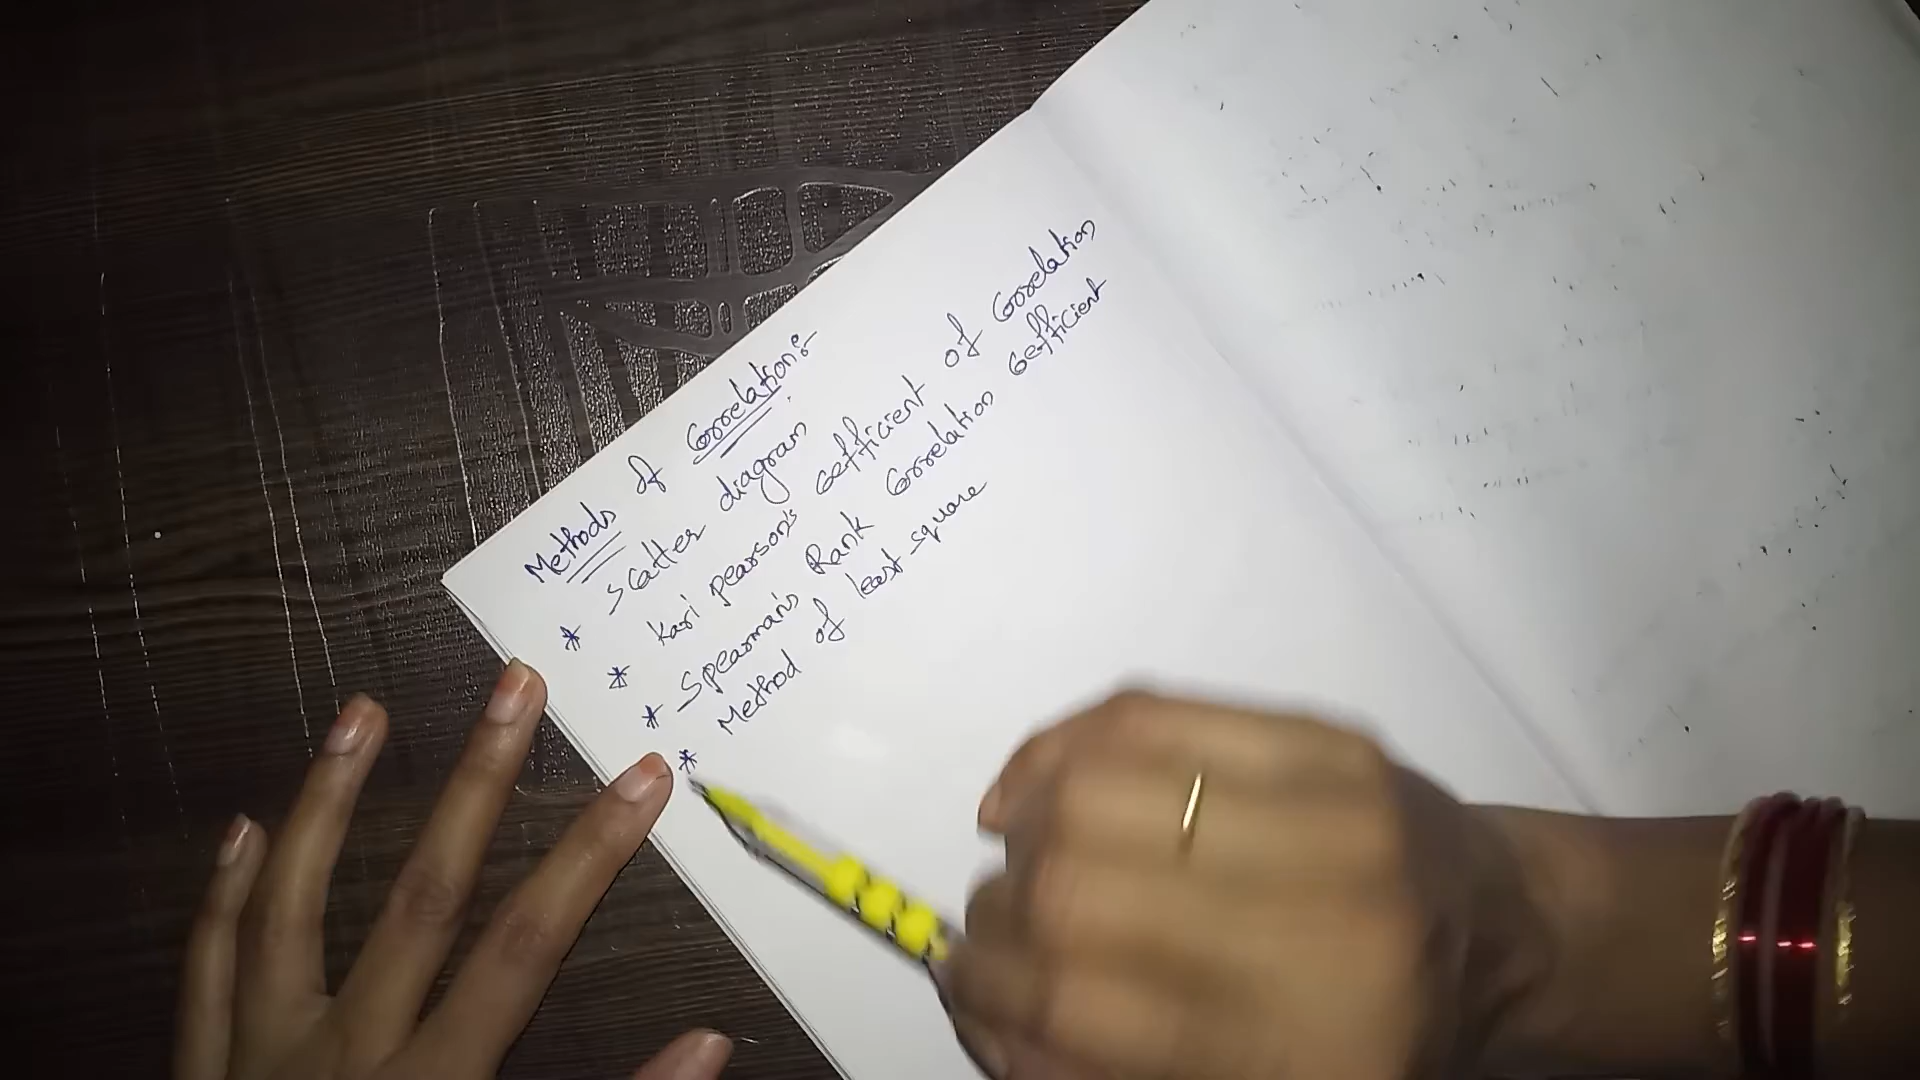 Methods of Correlation:-
* Scatter diagram
* Karl pearson's Coefficient of Correlation
* Spearman's Rank Correlation Coefficient
* Method of least square